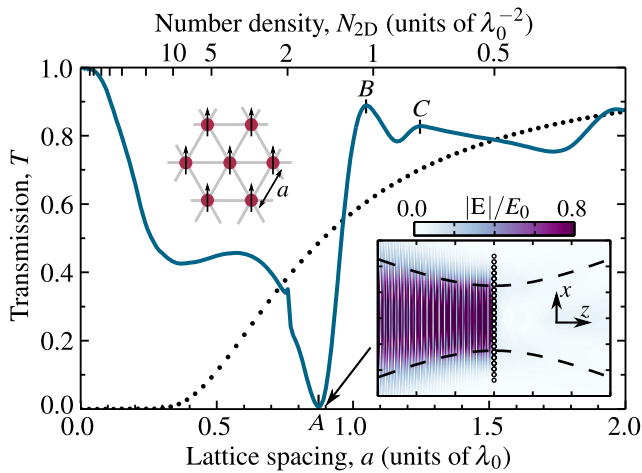 Number density, N₂D (units of λ₀⁻²)
10 5 2 1 0.5
Transmission, T
1.0
0.8
0.6
0.4
0.2
0.0
B
C
a
|E|/E₀
0.0 0.8
x
z
A
0.0 0.5 1.0 1.5 2.0
Lattice spacing, a (units of λ₀)